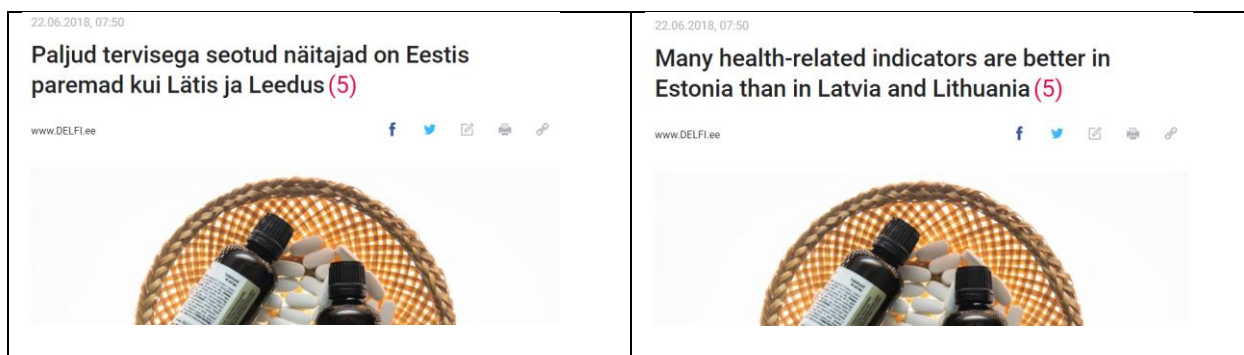 22.06.2018, 07:50
Paljud tervisega seotud näitajad on Eestis
paremad kui Lätis ja Leedus (5)
www.DELFI.ee
22.06.2018, 07:50
Many health-related indicators are better in
Estonia than in Latvia and Lithuania (5)
www.DELFI.ee